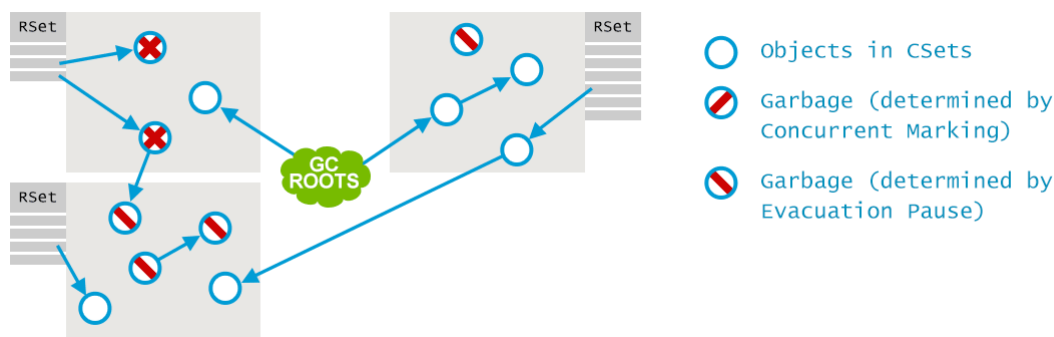 RSet
RSet
GC
ROOTS
RSet
Objects in CSets
Garbage (determined by
Concurrent Marking)
Garbage (determined by
Evacuation Pause)